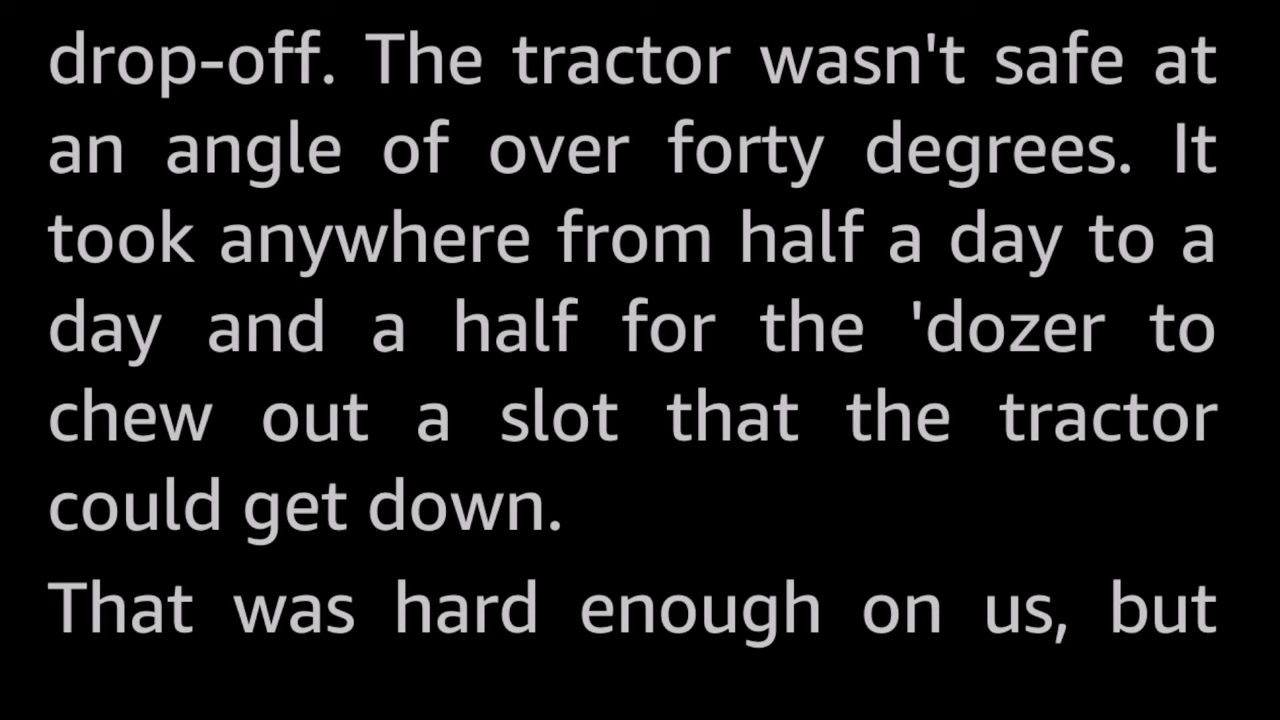 drop-off. The tractor wasn't safe at
an angle of over forty degrees. It
took anywhere from half a day to a
day and a half for the 'dozer to
chew out a slot that the tractor
could get down.
That was hard enough on us, but